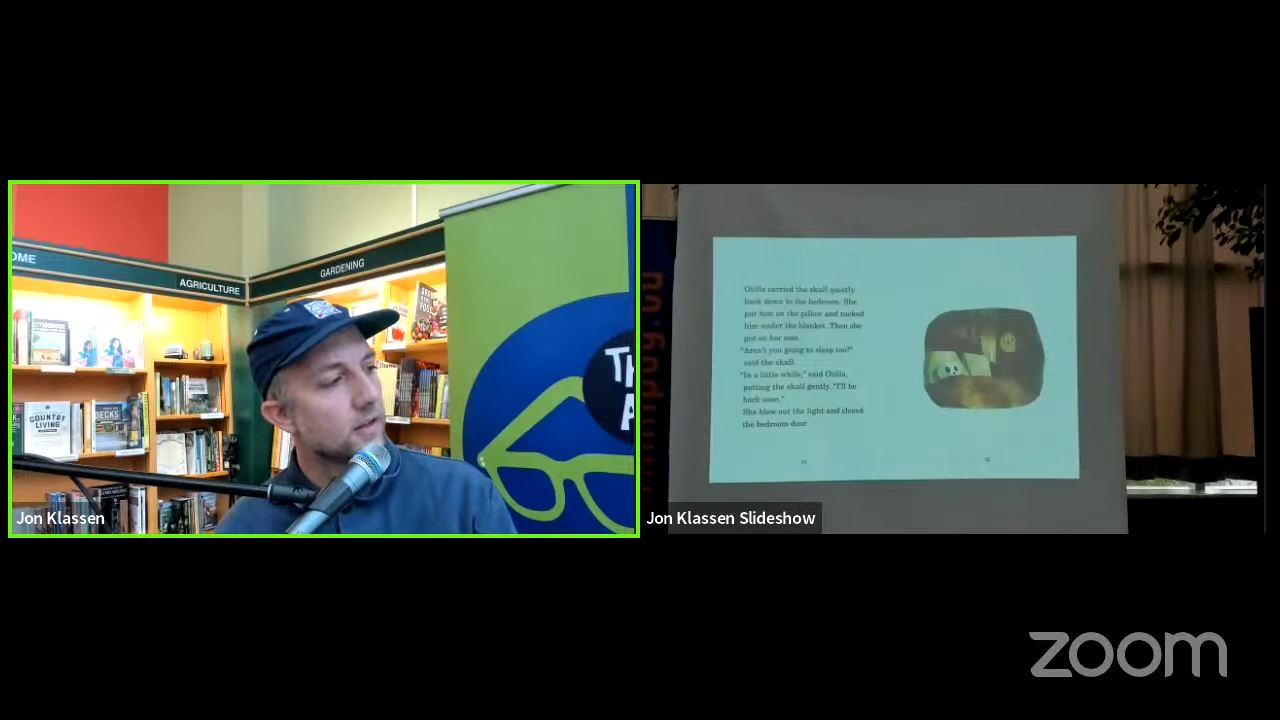 OME
AGRICULTURE
GARDENING
COUNTRY
LIVING
DECKS
TH
A
Jon Klassen
Otilla carried the skull quietly
back down to the bedroom. She
put him on the pillow and tucked
him under the blanket. Then she
put on her coat.
"Aren't you going to sleep too?"
said the skull.
"In a little while," said Otilla,
patting the skull gently. "I'll be
back soon."
She blew out the light and closed
the bedroom door.
Jon Klassen Slideshow
zoom